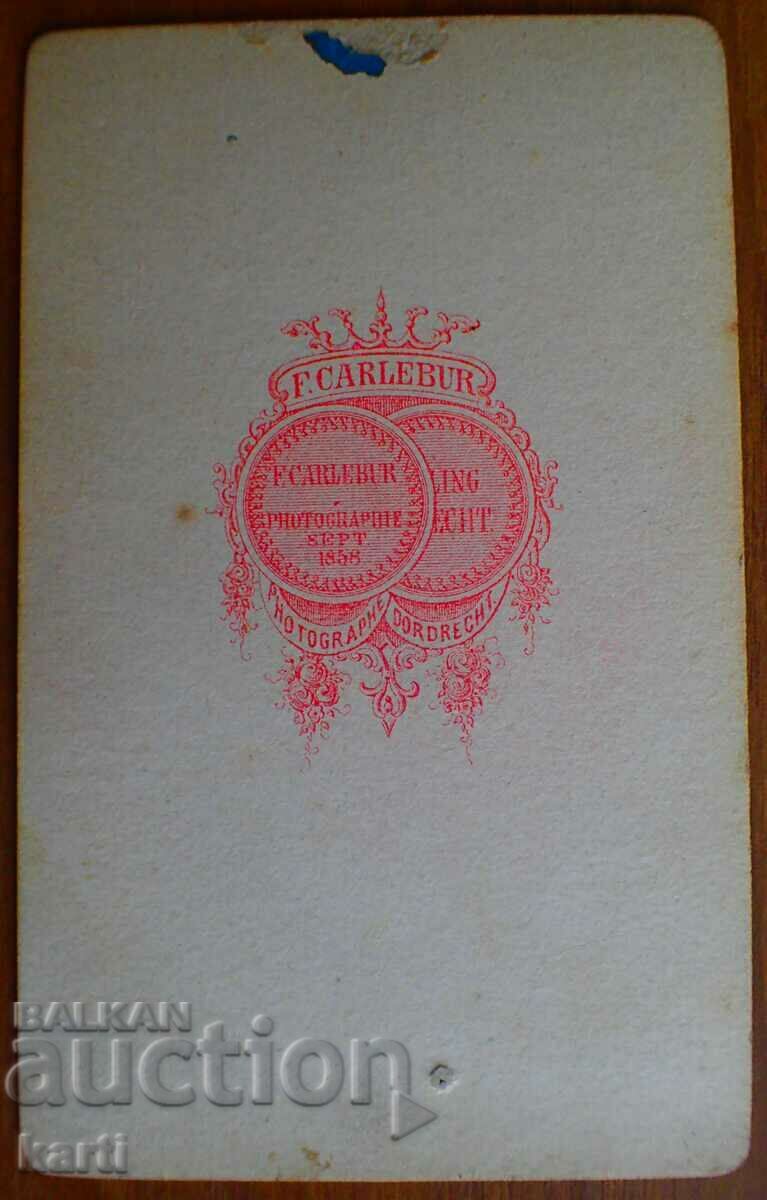 F. CARLEBUR
F. CARLEBUR
PHOTOGRAPHIE
SEPT
1858
LING
ECHT.
PHOTOGRAPHE DORDRECHT
BALKAN
auction
karti